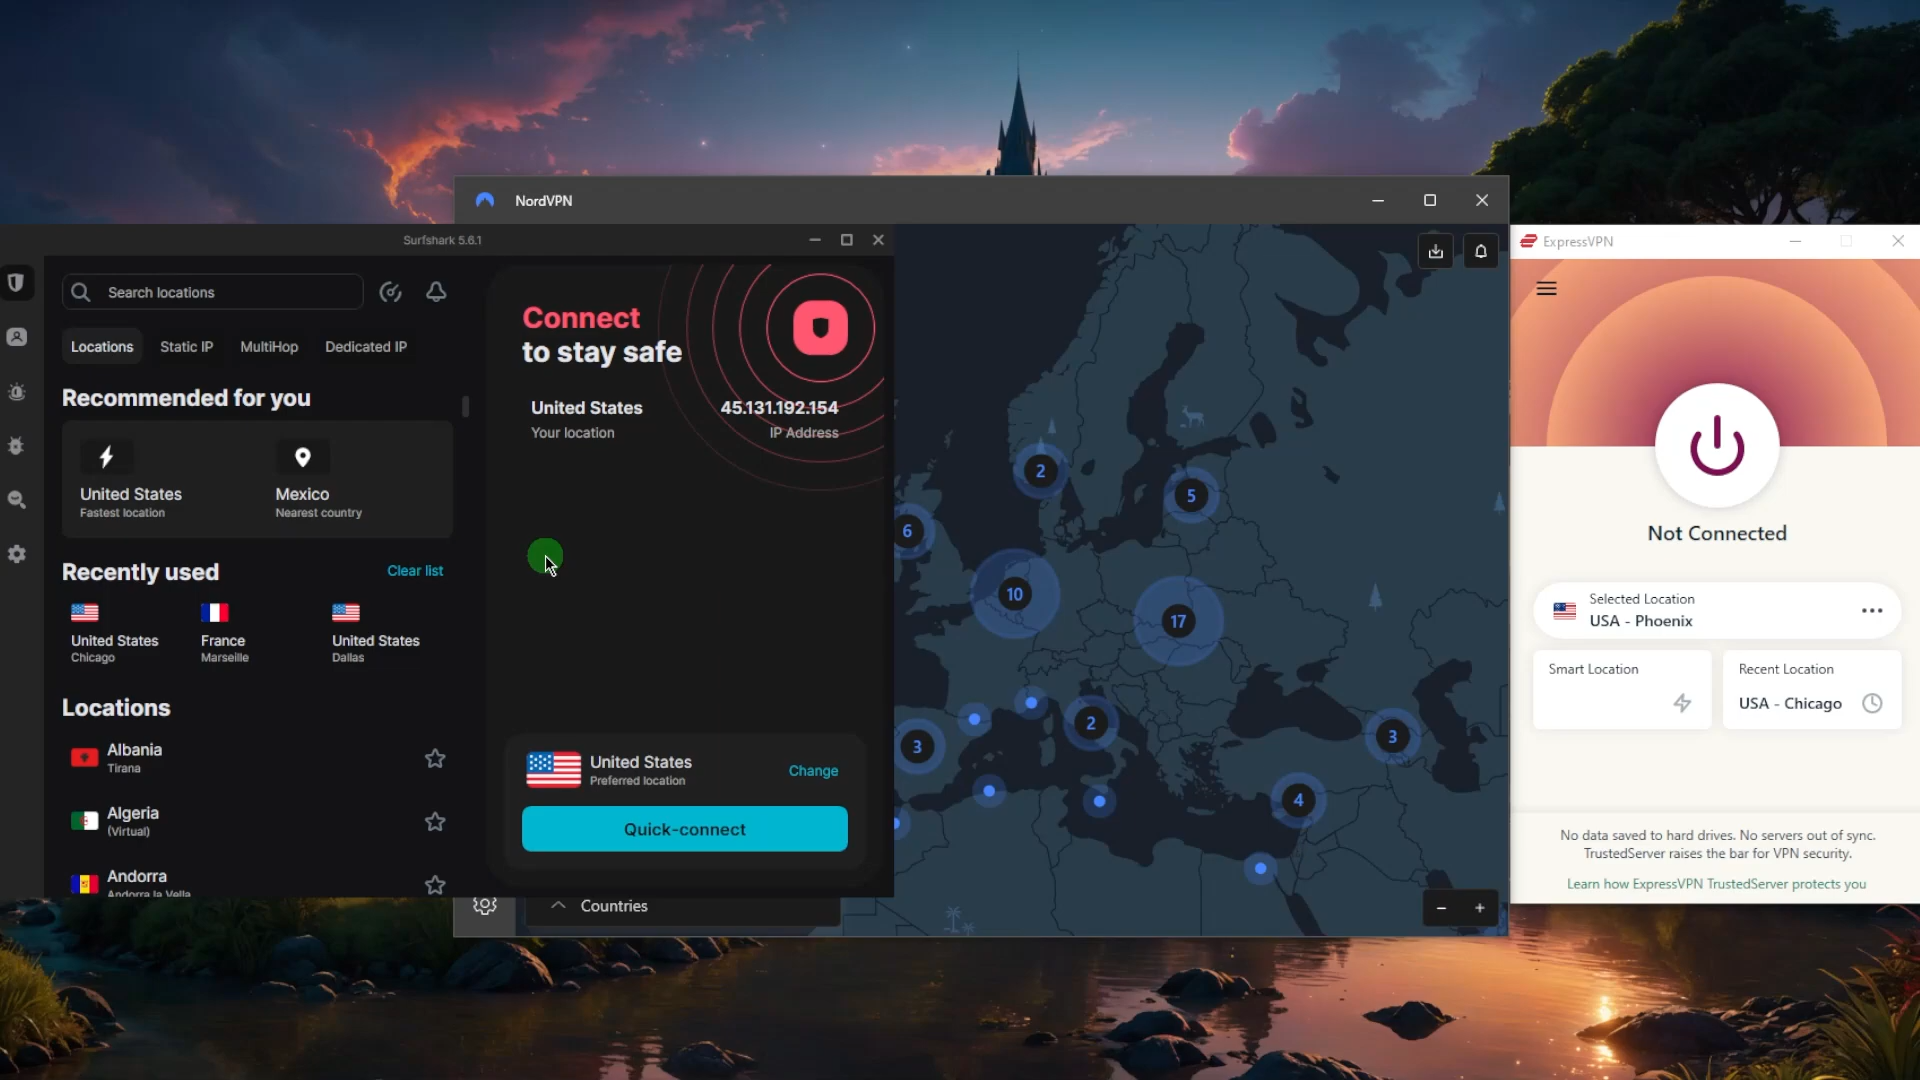 NordVPN
Surfshark 5.6.1
Search locations
Locations
Static IP
MultiHop
Dedicated IP
Recommended for you
United States
Fastest location
Mexico
Nearest country
Recently used
Clear list
United States
Chicago
France
Marseille
United States
Dallas
Locations
Albania
Tirana
Algeria
(Virtual)
Andorra
Andorra la Vella
Connect
to stay safe
United States
Your location
45.131.192.154
IP Address
United States
Preferred location
Change
Quick-connect
Countries
2
5
6
10
17
3
2
3
4
ExpressVPN
Not Connected
Selected Location
USA - Phoenix
Smart Location
Recent Location
USA - Chicago
No data saved to hard drives. No servers out of sync.
TrustedServer raises the bar for VPN security.
Learn how ExpressVPN TrustedServer protects you